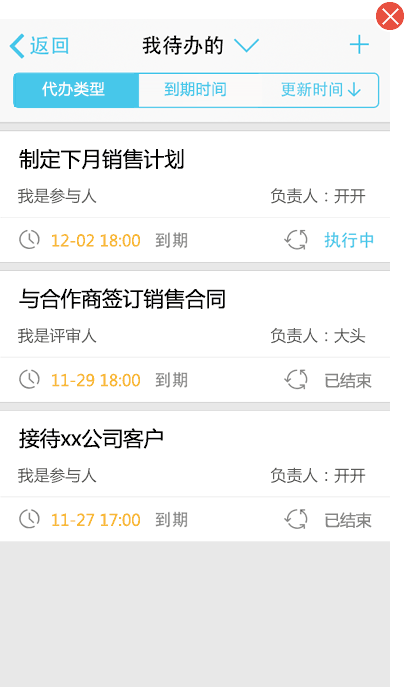 返回 我待办的
代办类型 到期时间 更新时间
制定下月销售计划
我是参与人 负责人：开开
12-02 18:00 到期 执行中
与合作商签订销售合同
我是评审人 负责人：大头
11-29 18:00 到期 已结束
接待xx公司客户
我是参与人 负责人：开开
11-27 17:00 到期 已结束